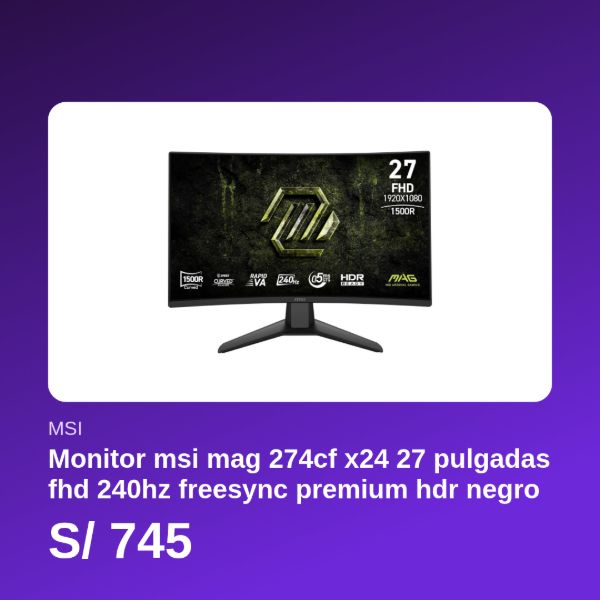 27
FHD
1920X1080
1500R
1500R
CURVED
RAPID
VA
240Hz
HDR
READY
MAG
MSI
Monitor msi mag 274cf x24 27 pulgadas
fhd 240hz freesync premium hdr negro
S/ 745